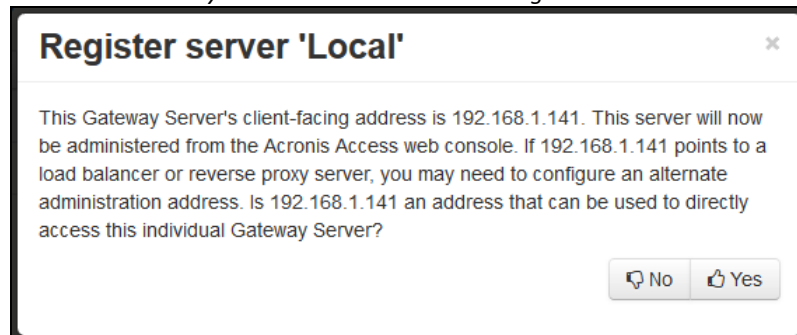 Register server 'Local'
×
This Gateway Server's client-facing address is 192.168.1.141. This server will now
be administered from the Acronis Access web console. If 192.168.1.141 points to a
load balancer or reverse proxy server, you may need to configure an alternate
administration address. Is 192.168.1.141 an address that can be used to directly
access this individual Gateway Server?
No Yes